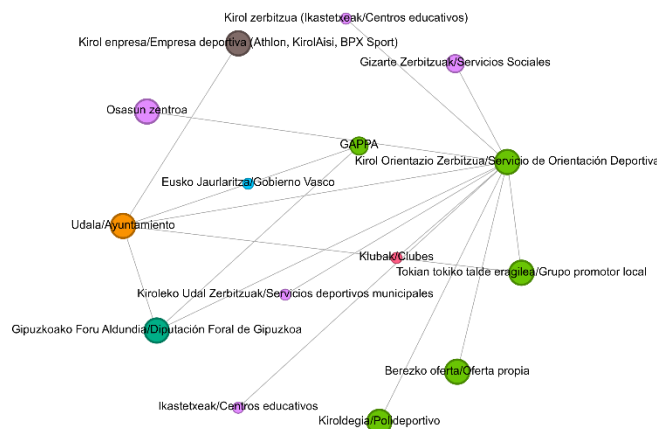 Kirol zerbitzua (Ikastetxeak/Centros educativos)
Kirol enpresa/Empresa deportiva (Athlon, KirolAisi, BPX Sport)
Gizarte Zerbitzuak/Servicios Sociales
Osasun zentroa
GAPPA
Kirol Orientazio Zerbitzua/Servicio de Orientación Deportiva
Eusko Jaurlaritza/Gobierno Vasco
Udala/Ayuntamiento
Klubak/Clubes
Tokian tokiko talde eragilea/Grupo promotor local
Kiroleko Udal Zerbitzuak/Servicios deportivos municipales
Gipuzkoako Foru Aldundia/Diputación Foral de Gipuzkoa
Berezko oferta/Oferta propia
Ikastetxeak/Centros educativos
Kiroldegia/Polideportivo